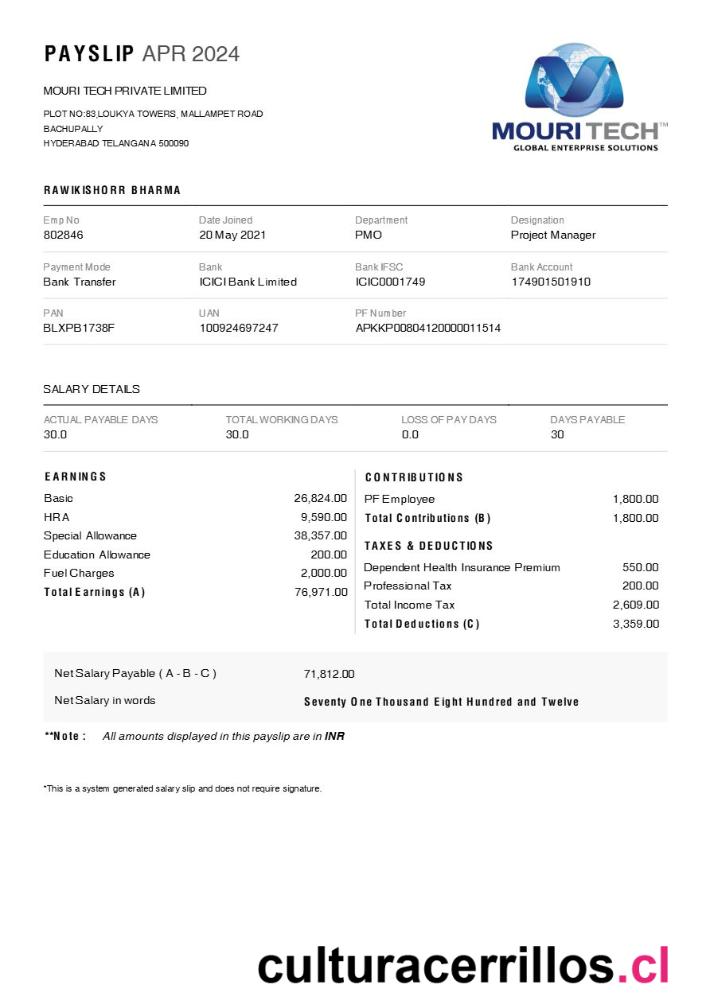 PAYSLIP APR 2024
MOURI TECH PRIVATE LIMITED
PLOT NO:83,LOUKYA TOWERS, MALLAMPET ROAD
BACHUPALLY
HYDERABAD TELANGANA 500090
MOURI TECH™
GLOBAL ENTERPRISE SOLUTIONS
RAWIKISHORR BHARMA
Emp No Date Joined Department Designation
802846 20 May 2021 PMO Project Manager
Payment Mode Bank Bank IFSC Bank Account
Bank Transfer ICICI Bank Limited ICIC0001749 174901501910
PAN UAN PF Number
BLXPB1738F 100924697247 APKKP00804120000011514
SALARY DETAILS
ACTUAL PAYABLE DAYS TOTAL WORKING DAYS LOSS OF PAY DAYS DAYS PAYABLE
30.0 30.0 0.0 30
EARNINGS
Basic 26,824.00
HRA 9,590.00
Special Allowance 38,357.00
Education Allowance 200.00
Fuel Charges 2,000.00
Total Earnings (A) 76,971.00
CONTRIBUTIONS
PF Employee 1,800.00
Total Contributions (B) 1,800.00
TAXES & DEDUCTIONS
Dependent Health Insurance Premium 550.00
Professional Tax 200.00
Total Income Tax 2,609.00
Total Deductions (C) 3,359.00
Net Salary Payable ( A - B - C ) 71,812.00
Net Salary in words Seventy One Thousand Eight Hundred and Twelve
**Note : All amounts displayed in this payslip are in INR
*This is a system generated salary slip and does not require signature.
culturacerrillos.cl